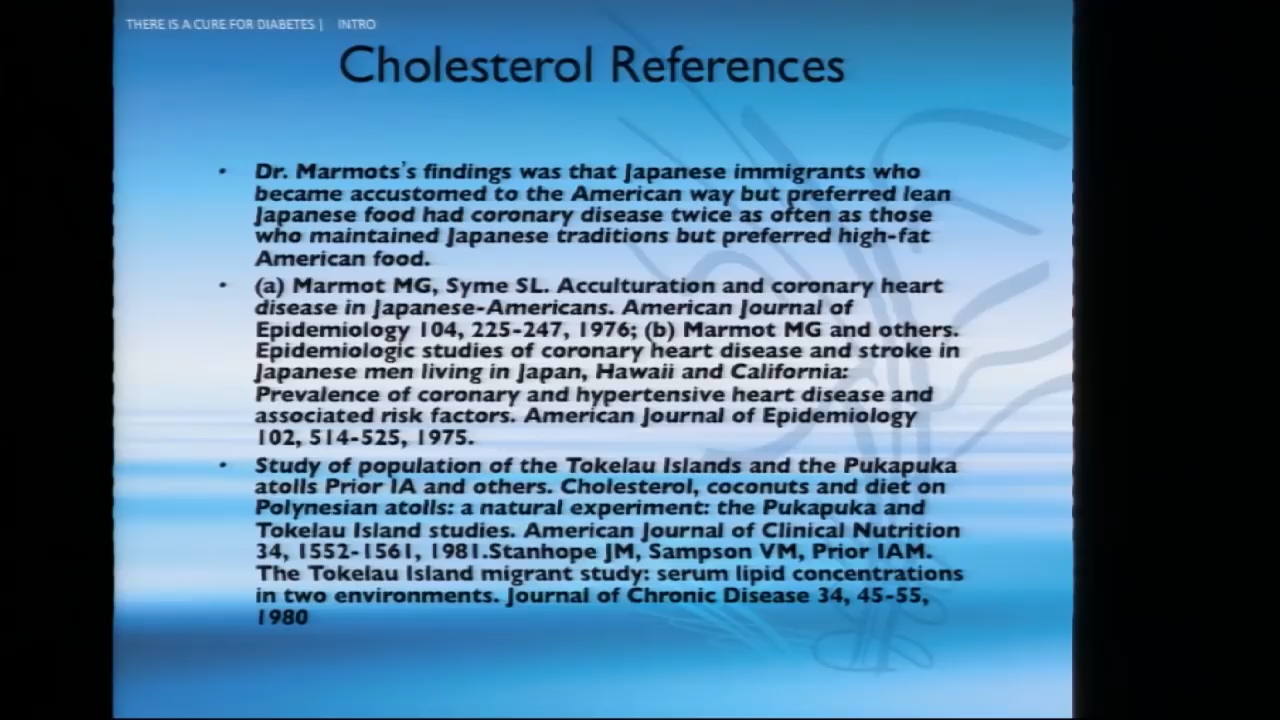 THERE IS A CURE FOR DIABETES | INTRO
Cholesterol References
• Dr. Marmots's findings was that Japanese immigrants who
became accustomed to the American way but preferred lean
Japanese food had coronary disease twice as often as those
who maintained Japanese traditions but preferred high-fat
American food.
• (a) Marmot MG, Syme SL. Acculturation and coronary heart
disease in Japanese-Americans. American Journal of
Epidemiology 104, 225-247, 1976; (b) Marmot MG and others.
Epidemiologic studies of coronary heart disease and stroke in
Japanese men living in Japan, Hawaii and California:
Prevalence of coronary and hypertensive heart disease and
associated risk factors. American Journal of Epidemiology
102, 514-525, 1975.
• Study of population of the Tokelau Islands and the Pukapuka
atolls Prior IA and others. Cholesterol, coconuts and diet on
Polynesian atolls: a natural experiment: the Pukapuka and
Tokelau Island studies. American Journal of Clinical Nutrition
34, 1552-1561, 1981.Stanhope JM, Sampson VM, Prior IAM.
The Tokelau Island migrant study: serum lipid concentrations
in two environments. Journal of Chronic Disease 34, 45-55,
1980